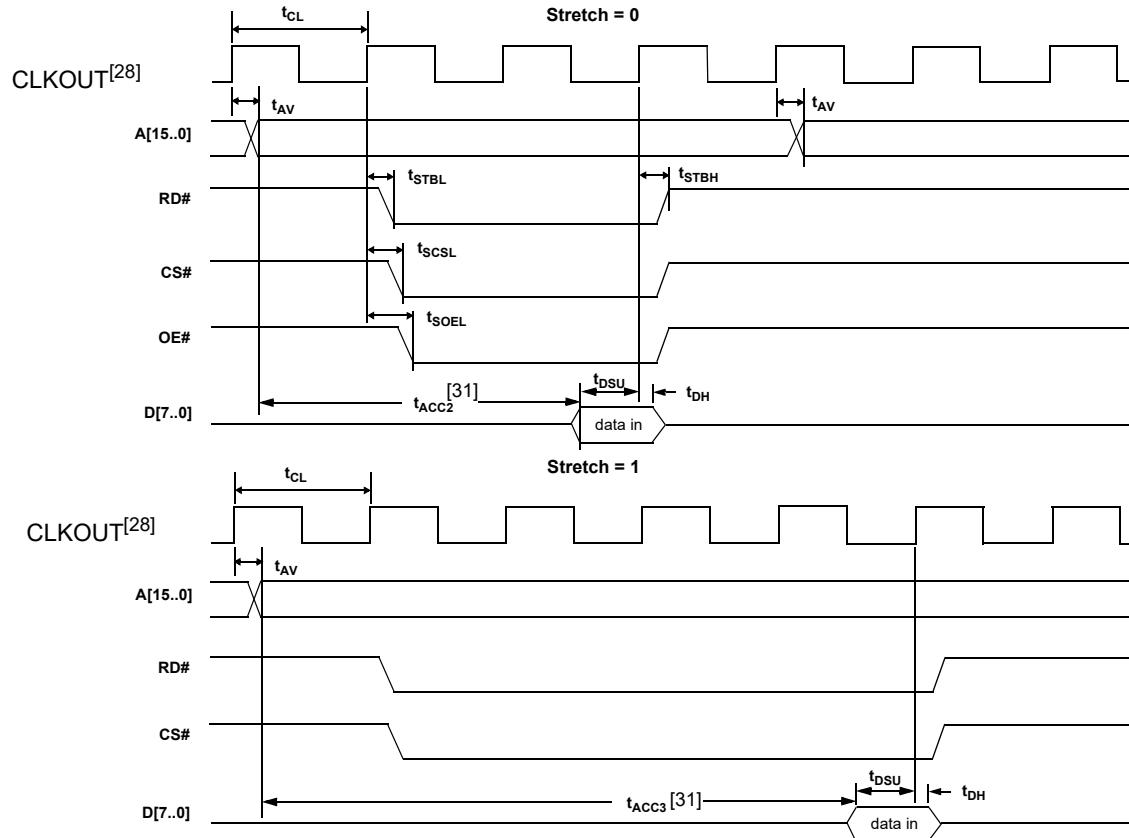 Stretch = 0
tCL
CLKOUT[28]
tAV
tAV
A[15..0]
tSTBL
tSTBH
RD#
tSCSL
CS#
tSOEL
OE#
tDSU
tDH
tACC2[31]
D[7..0]
data in
Stretch = 1
tCL
CLKOUT[28]
tAV
A[15..0]
RD#
CS#
tDSU
tDH
tACC3 [31]
D[7..0]
data in